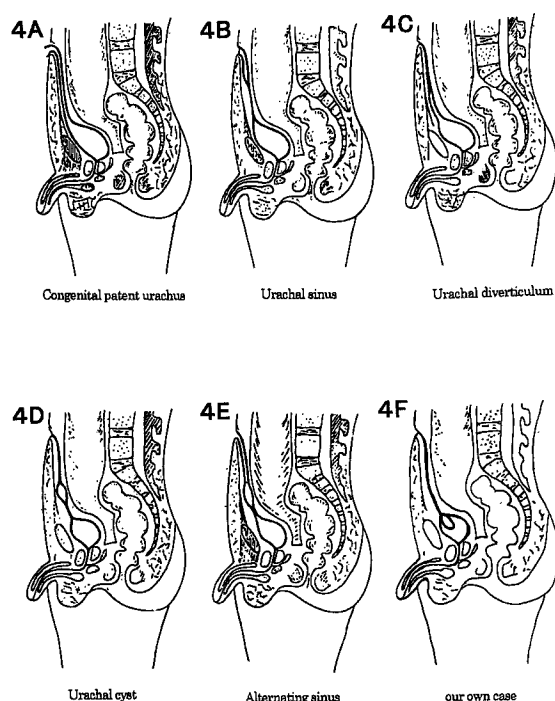 4A
4B
4C
Congenital patent urachus
Urachal sinus
Urachal diverticulum
4D
4E
4F
Urachal cyst
Alternating sinus
our own case